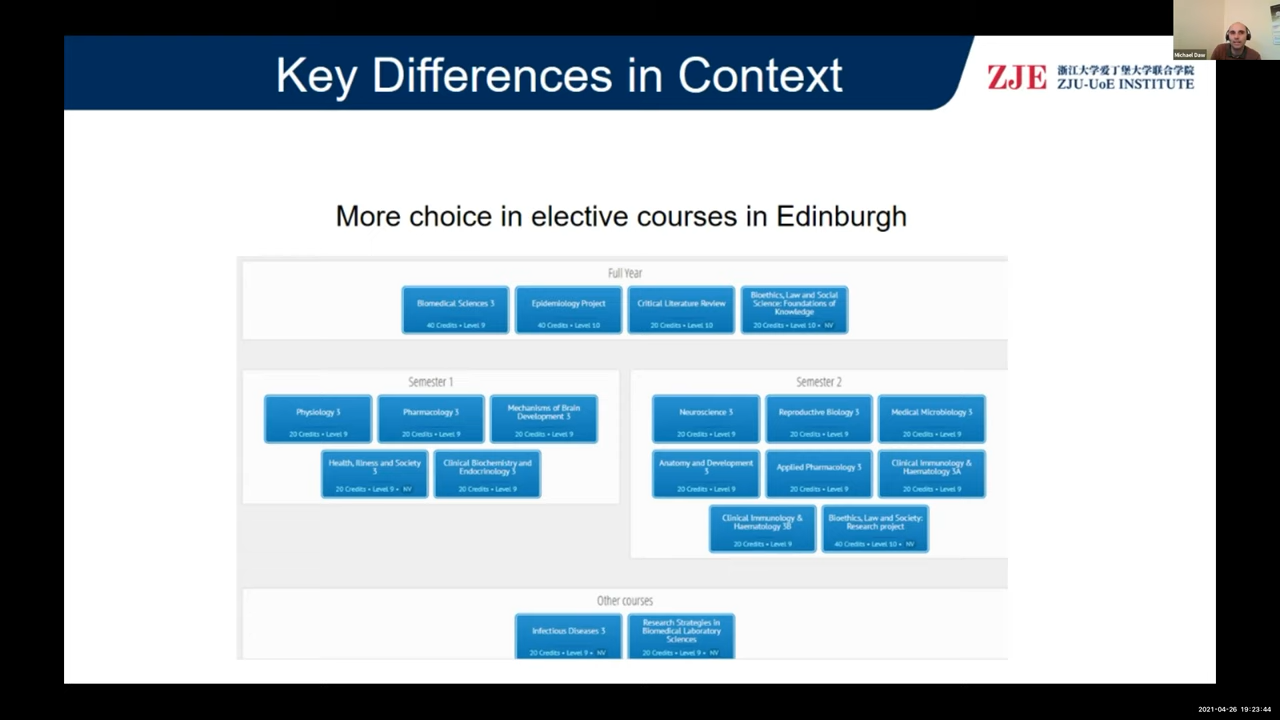 Key Differences in Context
ZJE
浙江大学爱丁堡大学联合学院
ZJU-UoE INSTITUTE
Michael Daw
More choice in elective courses in Edinburgh
Full Year
Biomedical Sciences 3
40 Credits • Level 9
Epidemiology Project
40 Credits • Level 10
Critical Literature Review
20 Credits • Level 10
Bioethics, Law and Social
Science: Foundations of
Knowledge
20 Credits • Level 10 • NV
Semester 1
Physiology 3
20 Credits • Level 9
Pharmacology 3
20 Credits • Level 9
Mechanisms of Brain
Development 3
20 Credits • Level 9
Health, Illness and Society
3
20 Credits • Level 9 • NV
Clinical Biochemistry and
Endocrinology 3
20 Credits • Level 9
Semester 2
Neuroscience 3
20 Credits • Level 9
Reproductive Biology 3
20 Credits • Level 9
Medical Microbiology 3
20 Credits • Level 9
Anatomy and Development
3
20 Credits • Level 9
Applied Pharmacology 3
20 Credits • Level 9
Clinical Immunology &
Haematology 3A
20 Credits • Level 9
Clinical Immunology &
Haematology 3B
20 Credits • Level 9
Bioethics, Law and Society:
Research project
40 Credits • Level 10 • NV
Other courses
Infectious Diseases 3
20 Credits • Level 9 • NV
Research Strategies in
Biomedical Laboratory
Sciences
20 Credits • Level 9 • NV
2021-04-26 19:23:44